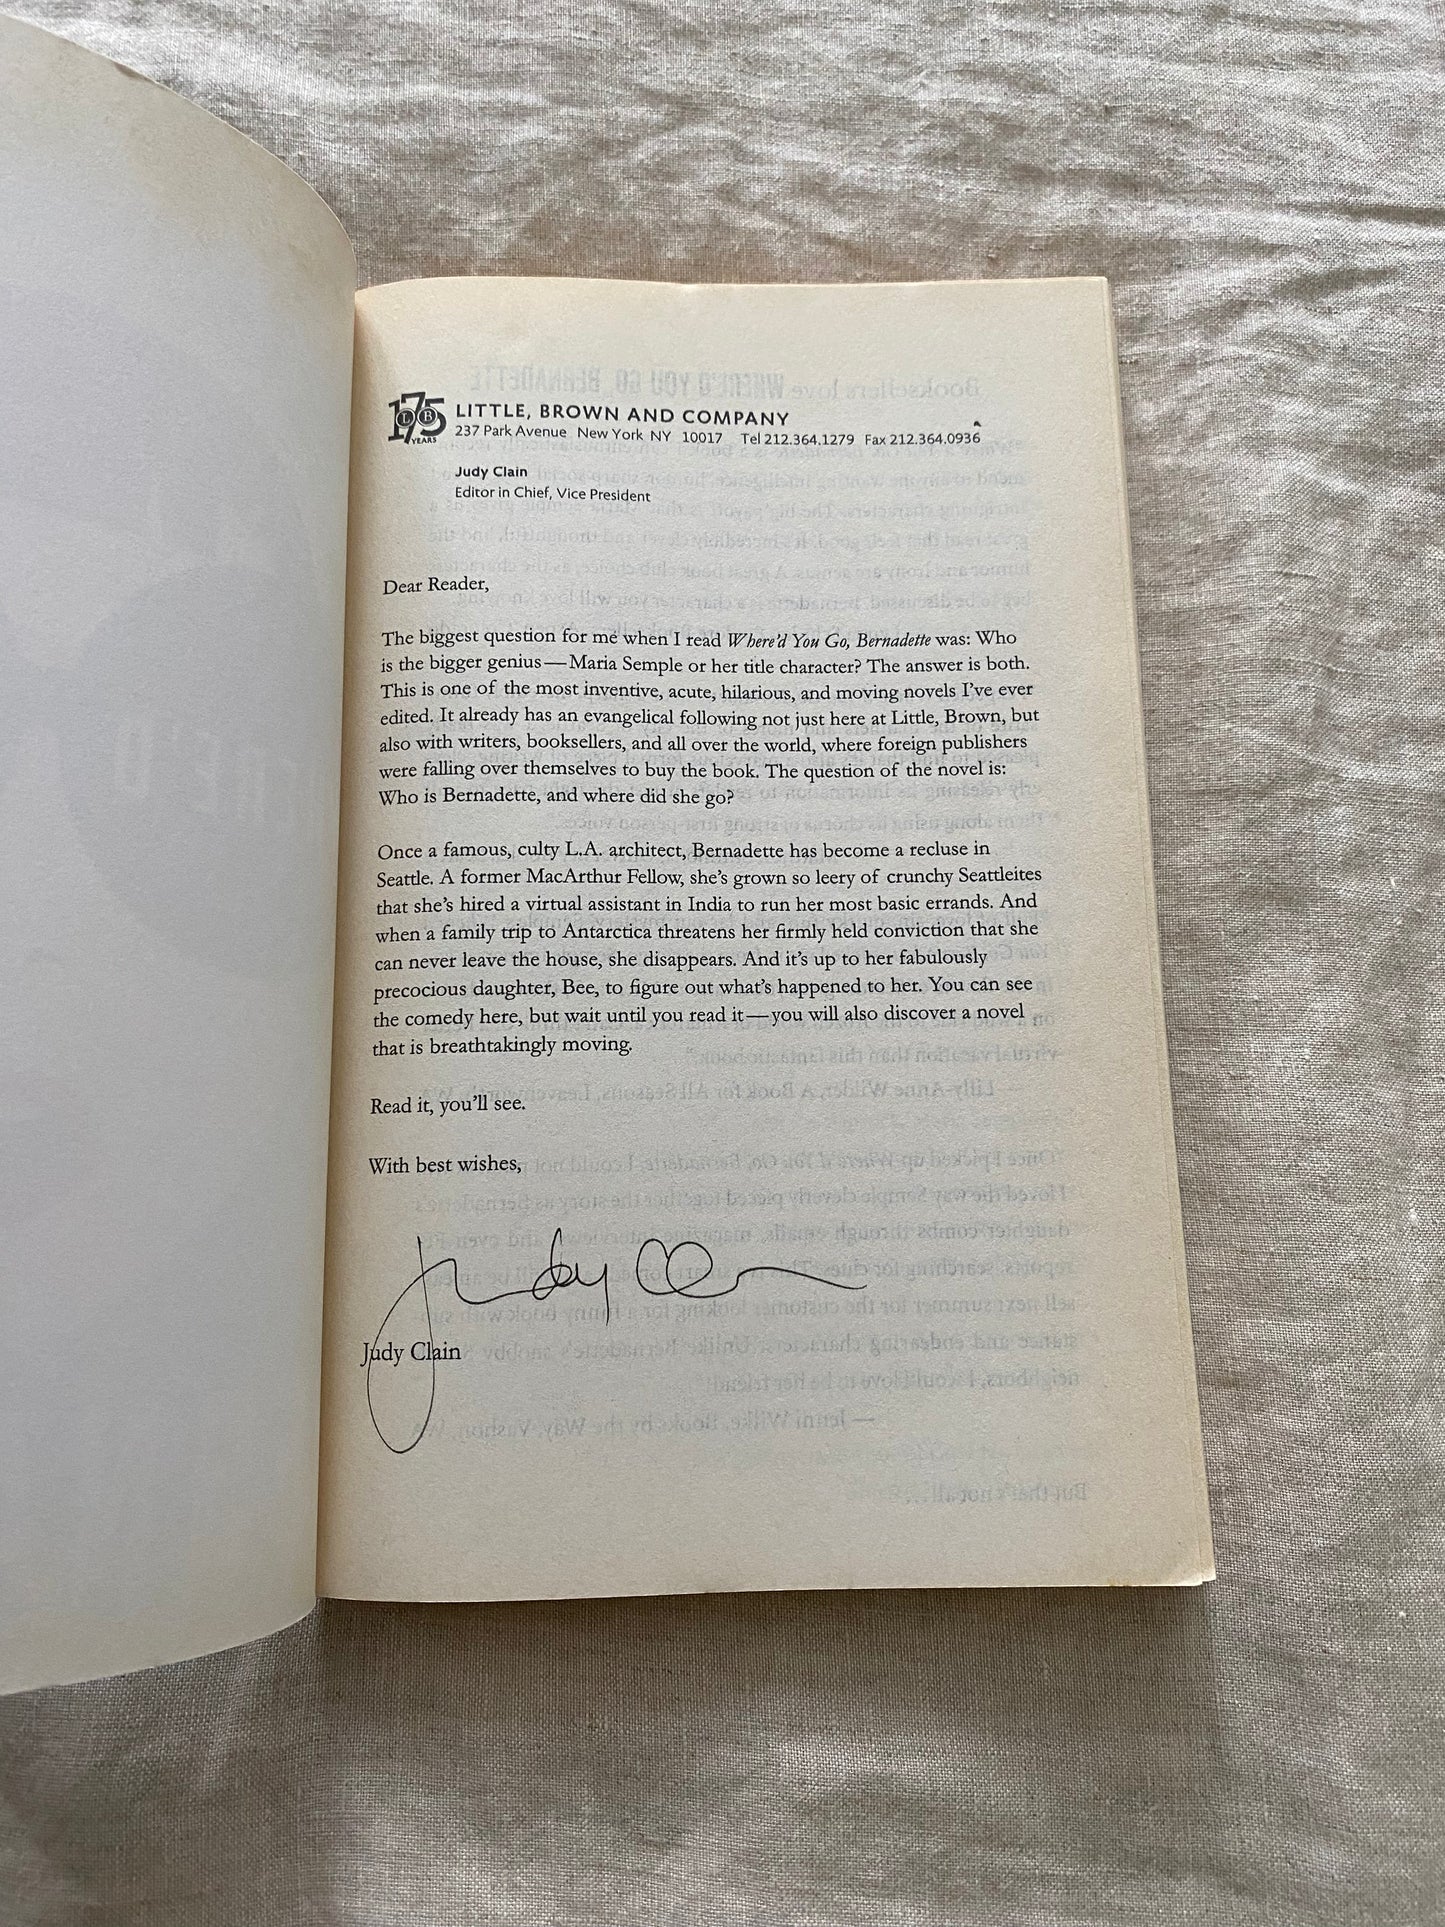 175
LB
YEARS
LITTLE, BROWN AND COMPANY
237 Park Avenue New York NY 10017 Tel 212.364.1279 Fax 212.364.0936
Judy Clain
Editor in Chief, Vice President
Dear Reader,
The biggest question for me when I read Where'd You Go, Bernadette was: Who
is the bigger genius—Maria Semple or her title character? The answer is both.
This is one of the most inventive, acute, hilarious, and moving novels I've ever
edited. It already has an evangelical following not just here at Little, Brown, but
also with writers, booksellers, and all over the world, where foreign publishers
were falling over themselves to buy the book. The question of the novel is:
Who is Bernadette, and where did she go?
Once a famous, culty L.A. architect, Bernadette has become a recluse in
Seattle. A former MacArthur Fellow, she's grown so leery of crunchy Seattleites
that she's hired a virtual assistant in India to run her most basic errands. And
when a family trip to Antarctica threatens her firmly held conviction that she
can never leave the house, she disappears. And it's up to her fabulously
precocious daughter, Bee, to figure out what's happened to her. You can see
the comedy here, but wait until you read it—you will also discover a novel
that is breathtakingly moving.
Read it, you'll see.
With best wishes,
Judy Clain
Judy Clain